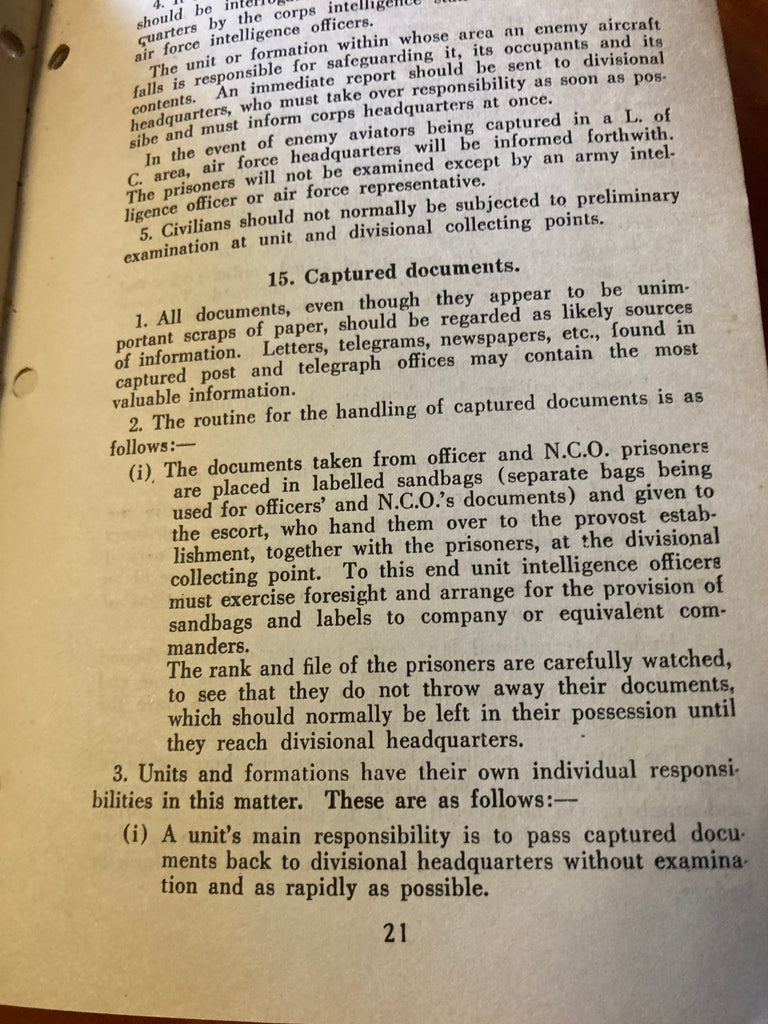 4. 
should be
quarters by the corps intelligence
air force intelligence officers.
The unit or formation within whose area an enemy aircraft
falls is responsible for safeguarding it, its occupants and its
contents. An immediate report should be sent to divisional
headquarters, who must take over responsibility as soon as pos-
sibe and must inform corps headquarters at once.
In the event of enemy aviators being captured in a L. of
C. area, air force headquarters will be informed forthwith.
The prisoners will not be examined except by an army intel-
ligence officer or air force representative.
5. Civilians should not normally be subjected to preliminary
examination at unit and divisional collecting points.
15. Captured documents.
1. All documents, even though they appear to be unim-
portant scraps of paper, should be regarded as likely sources
of information. Letters, telegrams, newspapers, etc., found in
captured post and telegraph offices may contain the most
valuable information.
2. The routine for the handling of captured documents is as
follows:—
(i) The documents taken from officer and N.C.O. prisoners
are placed in labelled sandbags (separate bags being
used for officers' and N.C.O.'s documents) and given to
the escort, who hand them over to the provost estab-
lishment, together with the prisoners, at the divisional
collecting point. To this end unit intelligence officers
must exercise foresight and arrange for the provision of
sandbags and labels to company or equivalent com-
manders.
The rank and file of the prisoners are carefully watched,
to see that they do not throw away their documents,
which should normally be left in their possession until
they reach divisional headquarters.
3. Units and formations have their own individual responsi-
bilities in this matter. These are as follows:—
(i) A unit's main responsibility is to pass captured docu-
ments back to divisional headquarters without examina-
tion and as rapidly as possible.
21